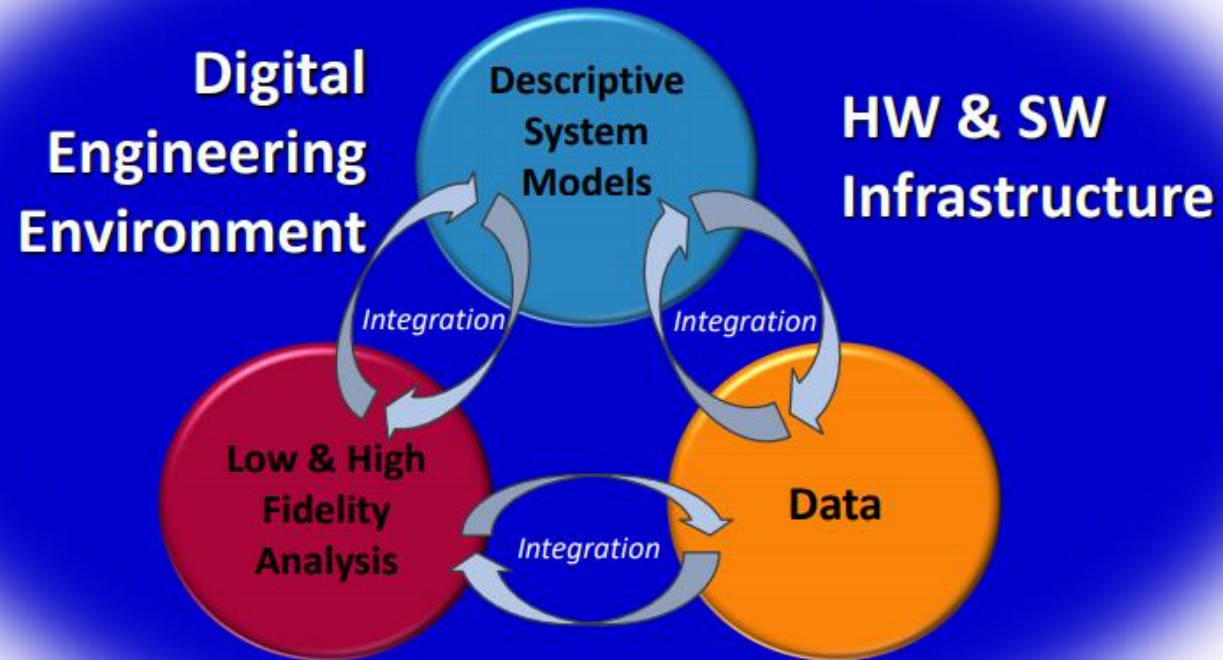 Digital
Engineering
Environment
Descriptive
System
Models
HW & SW
Infrastructure
Integration
Integration
Low & High
Fidelity
Analysis
Integration
Data